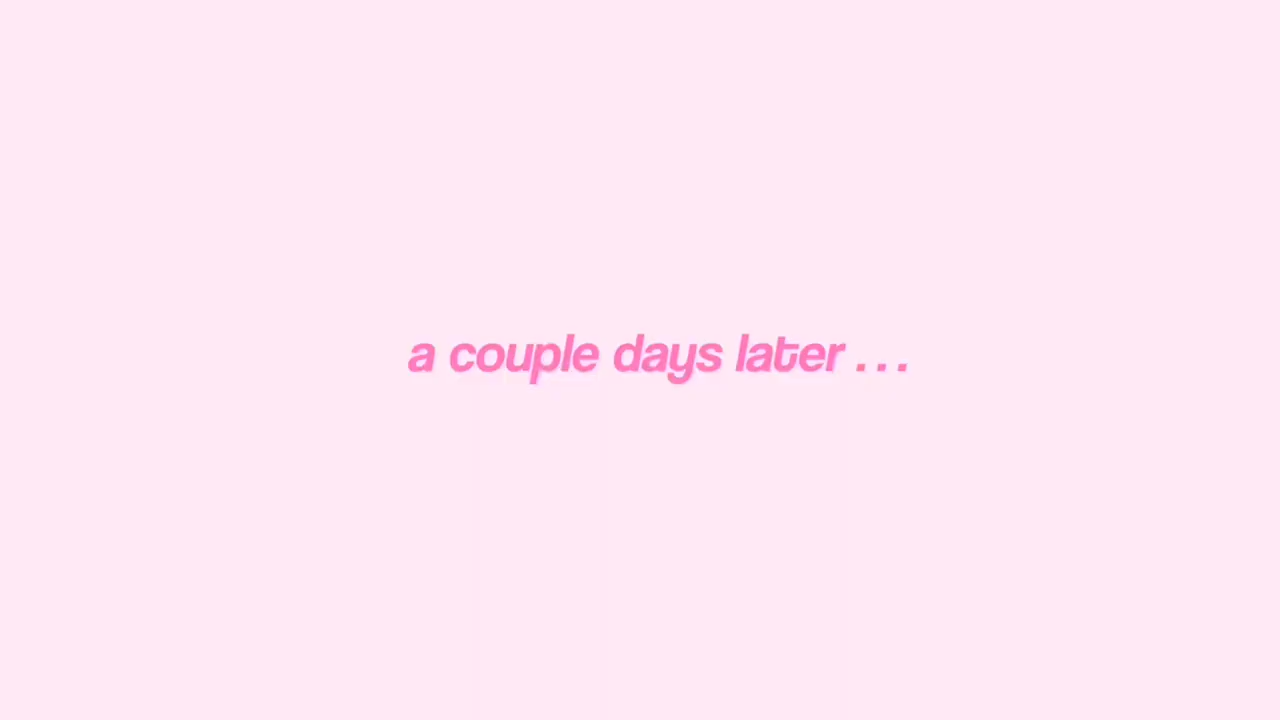 a couple days later . . .